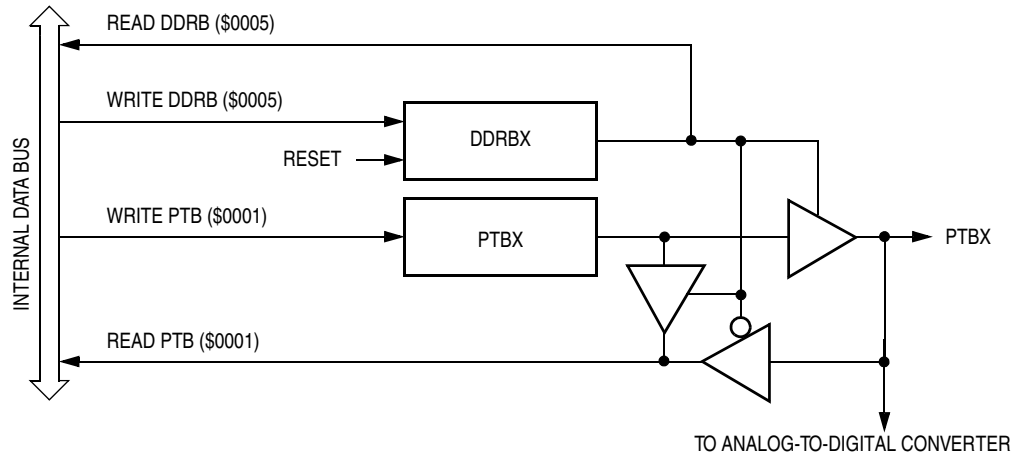 READ DDRB ($0005)
WRITE DDRB ($0005)
DDRBX
RESET
INTERNAL DATA BUS
WRITE PTB ($0001)
PTBX
PTBX
READ PTB ($0001)
TO ANALOG-TO-DIGITAL CONVERTER